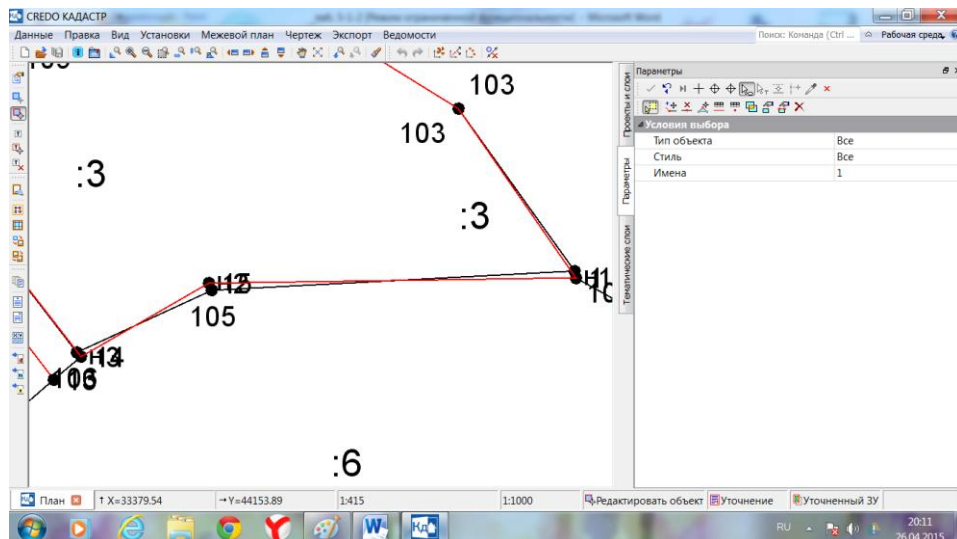 CREDO КАДАСТР
Данные Правка Вид Установки Межевой план Чертеж Экспорт Ведомости
Поиск: Команда (Ctrl ...
Рабочая среда
Параметры
Условия выбора
Тип объекта Все
Стиль Все
Имена 1
Проекты и слои
Параметры
Тематические слои
103
103
:3
:3
105
:6
План X=33379.54 Y=44153.89 1:415 1:1000 Редактировать объект Уточнение Уточненный ЗУ
RU 20:11
26.04.2015